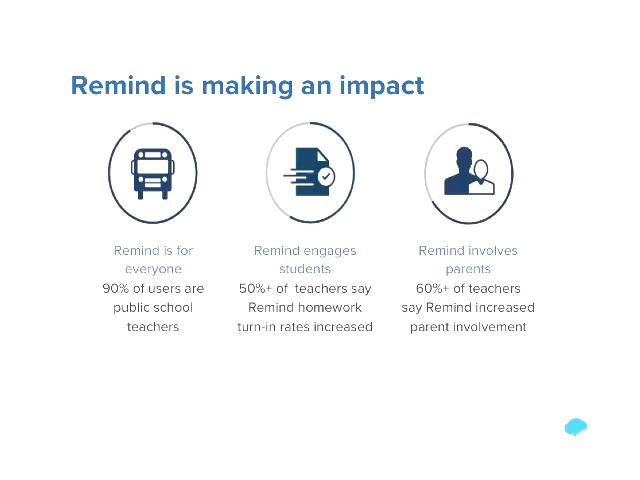 Remind is making an impact
Remind is for
everyone
90% of users are
public school
teachers
Remind engages
students
50%+ of  teachers say
Remind homework
turn-in rates increased
Remind involves
parents
60%+ of teachers
say Remind increased
parent involvement